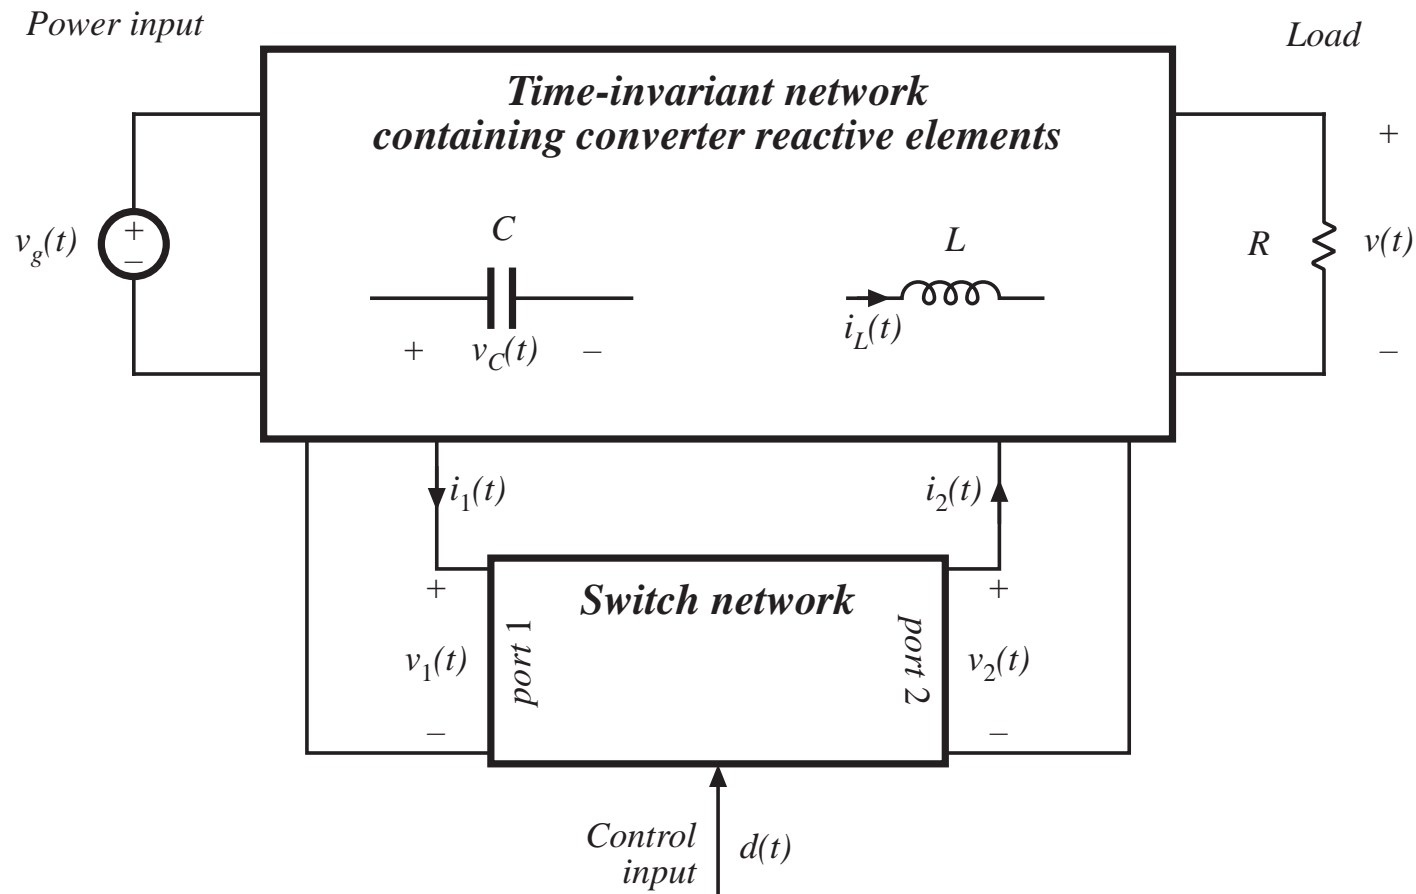 Power input
Load
Time-invariant network
containing converter reactive elements
+
C
L
v_g(t)
+
–
R
v(t)
i_L(t)
+ v_C(t) –
–
i_1(t)
i_2(t)
+
Switch network
+
v_1(t)
port 1
port 2
v_2(t)
–
–
Control
input
d(t)